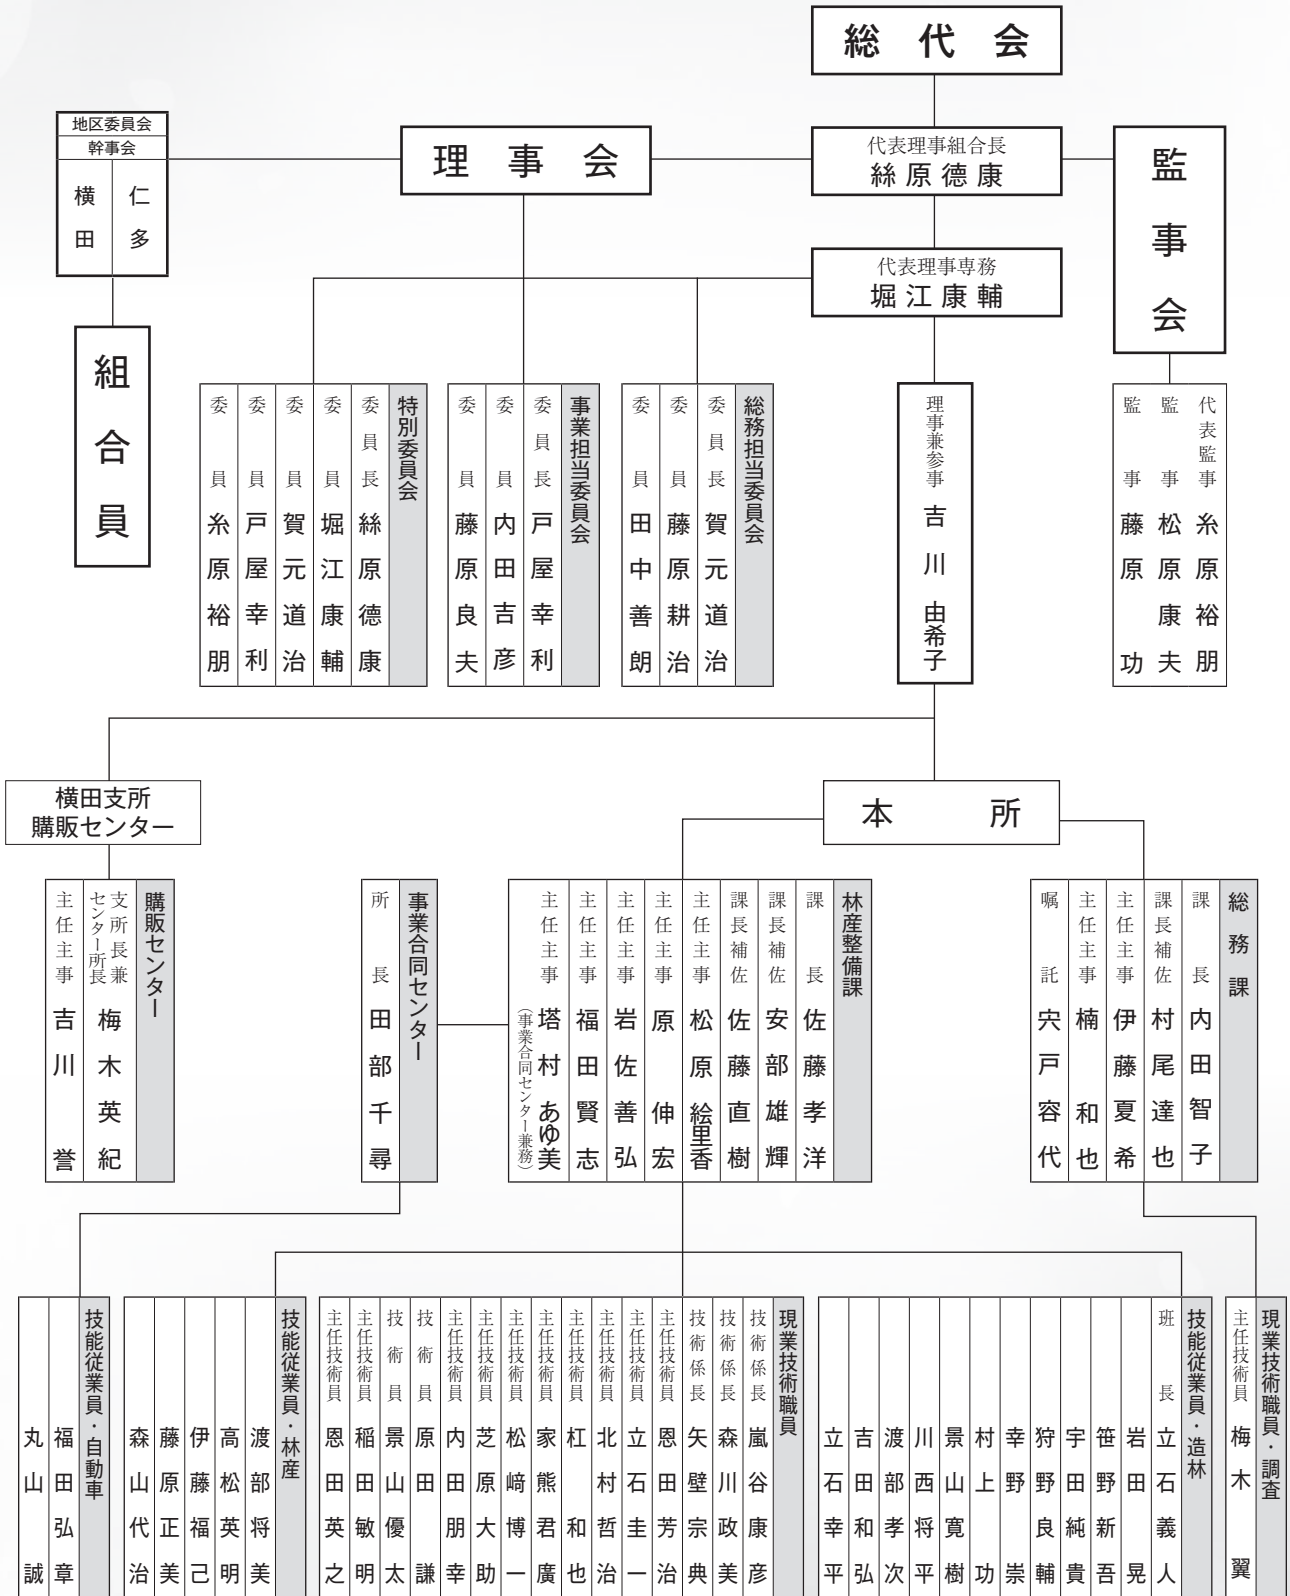 総代会
代表理事組合長
絲原德康
地区委員会
幹事会
横田
仁多
理事会
監事会
代表理事専務
堀江康輔
組合員
特別委員会
委員長 絲原德康
委員 堀江康輔
委員 賀元道治
委員 戸屋幸利
委員 糸原裕朋
事業担当委員会
委員長 戸屋幸利
委員 内田吉彦
委員 藤原良夫
総務担当委員会
委員長 賀元道治
委員 藤原耕治
委員 田中善朗
理事兼参事 吉川由希子
代表監事 糸原裕朋
監事 松原康夫
監事 藤原功
横田支所
購販センター
本所
購販センター
支所長兼センター所長 梅木英紀
主任主事 吉川誉
事業合同センター
所長 田部千尋
林産整備課
課長 佐藤孝洋
課長補佐 安部雄輝
課長補佐 佐藤直樹
主任主事 松原絵里香
主任主事 原伸宏
主任主事 岩佐善弘
主任主事 福田賢志
主任主事 塔村あゆ美
(事業合同センター兼務)
総務課
課長 内田智子
課長補佐 村尾達也
主任主事 伊藤夏希
主任主事 楠和也
嘱託 宍戸容代
技能従業員・自動車
福田弘章
丸山誠
技能従業員・林産
渡部将美
高松英明
伊藤福己
藤原正美
森山代治
現業技術職員
技術係長 嵐谷康彦
技術係長 森川政美
技術係長 矢壁宗典
主任技術員 恩田芳治
主任技術員 立石圭一
主任技術員 北村哲治
主任技術員 杠和也
主任技術員 家熊君廣
主任技術員 松﨑博一
主任技術員 芝原大助
主任技術員 内田朋幸
技術員 原田謙
技術員 景山優太
主任技術員 稲田敏明
主任技術員 恩田英之
技能従業員・造林
班長 立石義人
岩田晃
笹野新吾
宇田純貴
狩野良輔
幸野崇
村上功
景山寛樹
川西将平
渡部孝次
吉田和弘
立石幸平
現業技術職員・調査
主任技術員 梅木翼